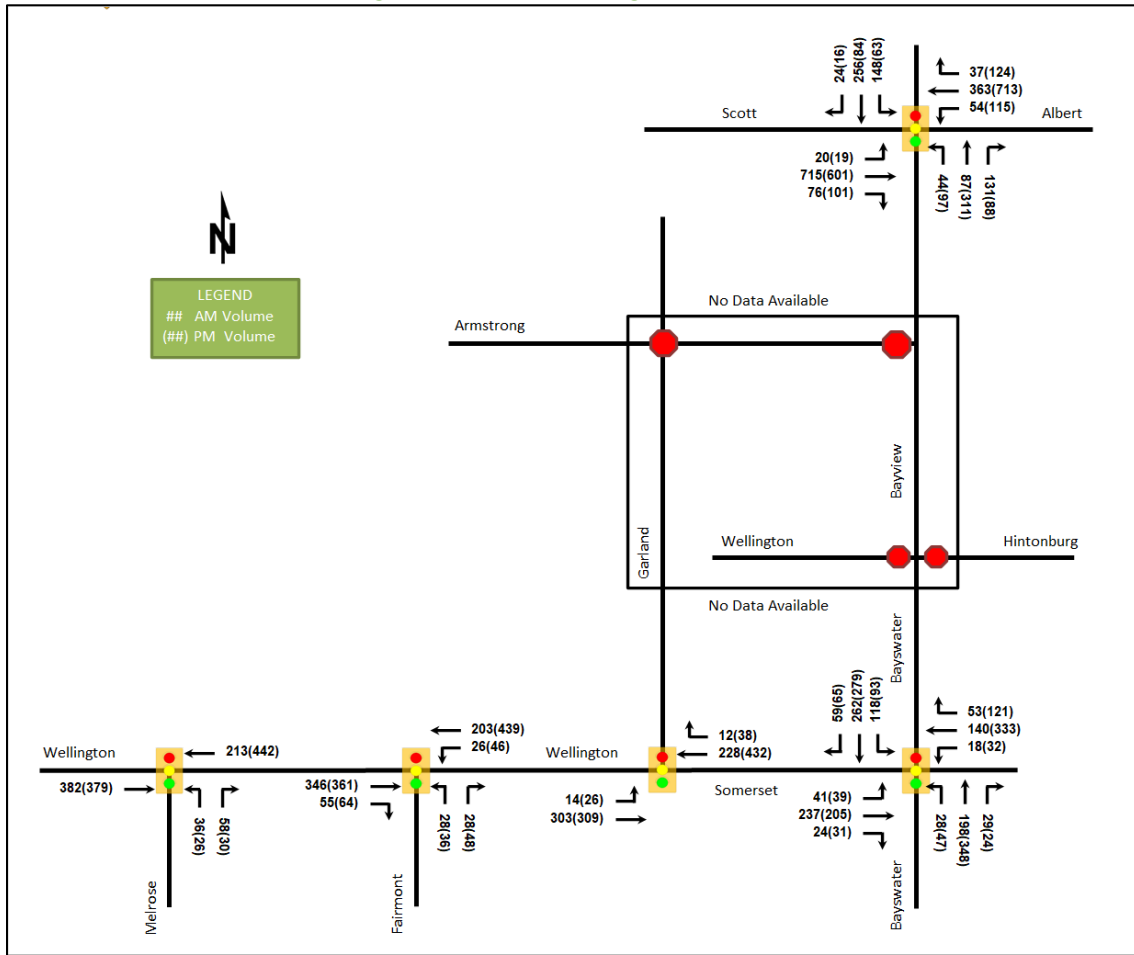 24(16)
256(84)
148(63)
37(124)
363(713)
54(115)
Scott
Albert
20(19)
715(601)
76(101)
44(97)
87(311)
131(88)
N
LEGEND
## AM Volume
(##) PM Volume
No Data Available
Armstrong
Bayview
Garland
Wellington
Hintonburg
No Data Available
Bayswater
59(65)
262(279)
118(93)
53(121)
140(333)
18(32)
12(38)
228(432)
203(439)
26(46)
Wellington
213(442)
Wellington
382(379)
346(361)
55(64)
14(26)
303(309)
Somerset
41(39)
237(205)
24(31)
36(26)
58(30)
28(36)
28(48)
28(47)
198(348)
29(24)
Melrose
Fairmont
Bayswater